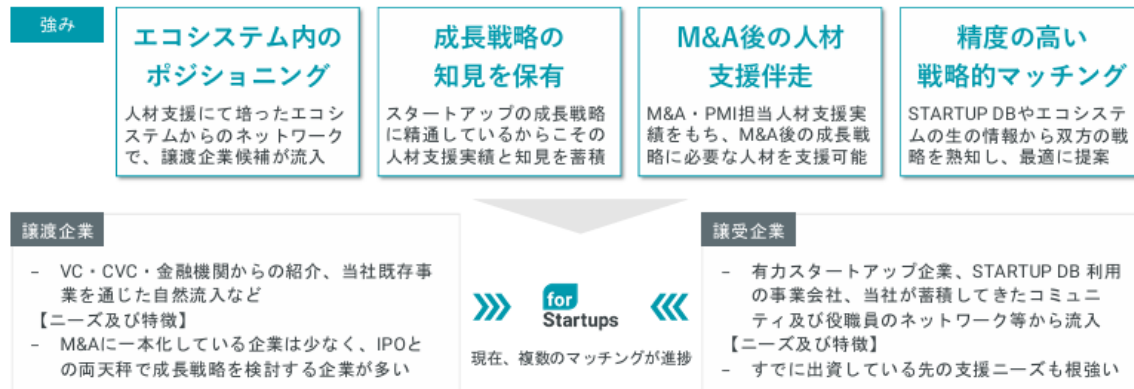 強み
エコシステム内の
ポジショニング
人材支援にて培ったエコシ
ステムからのネットワーク
で、譲渡企業候補が流入
成長戦略の
知見を保有
スタートアップの成長戦略
に精通しているからこその
人材支援実績と知見を蓄積
M&A後の人材
支援伴走
M&A・PMI担当人材支援実
績をもち、M&A後の成長戦
略に必要な人材を支援可能
精度の高い
戦略的マッチング
STARTUP DBやエコシステ
ムの生の情報から双方の戦
略を熟知し、最適に提案
譲渡企業
- VC・CVC・金融機関からの紹介、当社既存事
業を通じた自然流入など
【ニーズ及び特徴】
- M&Aに一本化している企業は少なく、IPOと
の両天秤で成長戦略を検討する企業が多い
for
Startups
現在、複数のマッチングが進捗
譲受企業
- 有力スタートアップ企業、STARTUP DB 利用
の事業会社、当社が蓄積してきたコミュニ
ティ及び役職員のネットワーク等から流入
【ニーズ及び特徴】
- すでに出資している先の支援ニーズも根強い